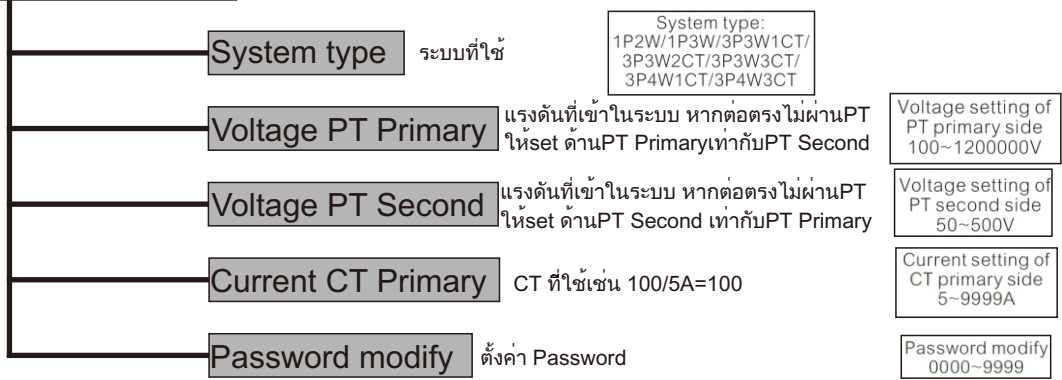 System type
ระบบที่ใช้
System type:
1P2W/1P3W/3P3W1CT/
3P3W2CT/3P3W3CT/
3P4W1CT/3P4W3CT
Voltage PT Primary
แรงดันที่เข้าในระบบ หากต่อตรงไม่ผ่านPT
ให้set ด้านPT Primaryเท่ากับPT Second
Voltage setting of
PT primary side
100~1200000V
Voltage PT Second
แรงดันที่เข้าในระบบ หากต่อตรงไม่ผ่านPT
ให้set ด้านPT Second เท่ากับPT Primary
Voltage setting of
PT second side
50~500V
Current CT Primary
CT ที่ใช้เช่น 100/5A=100
Current setting of
CT primary side
5~9999A
Password modify
ตั้งค่า Password
Password modify
0000~9999